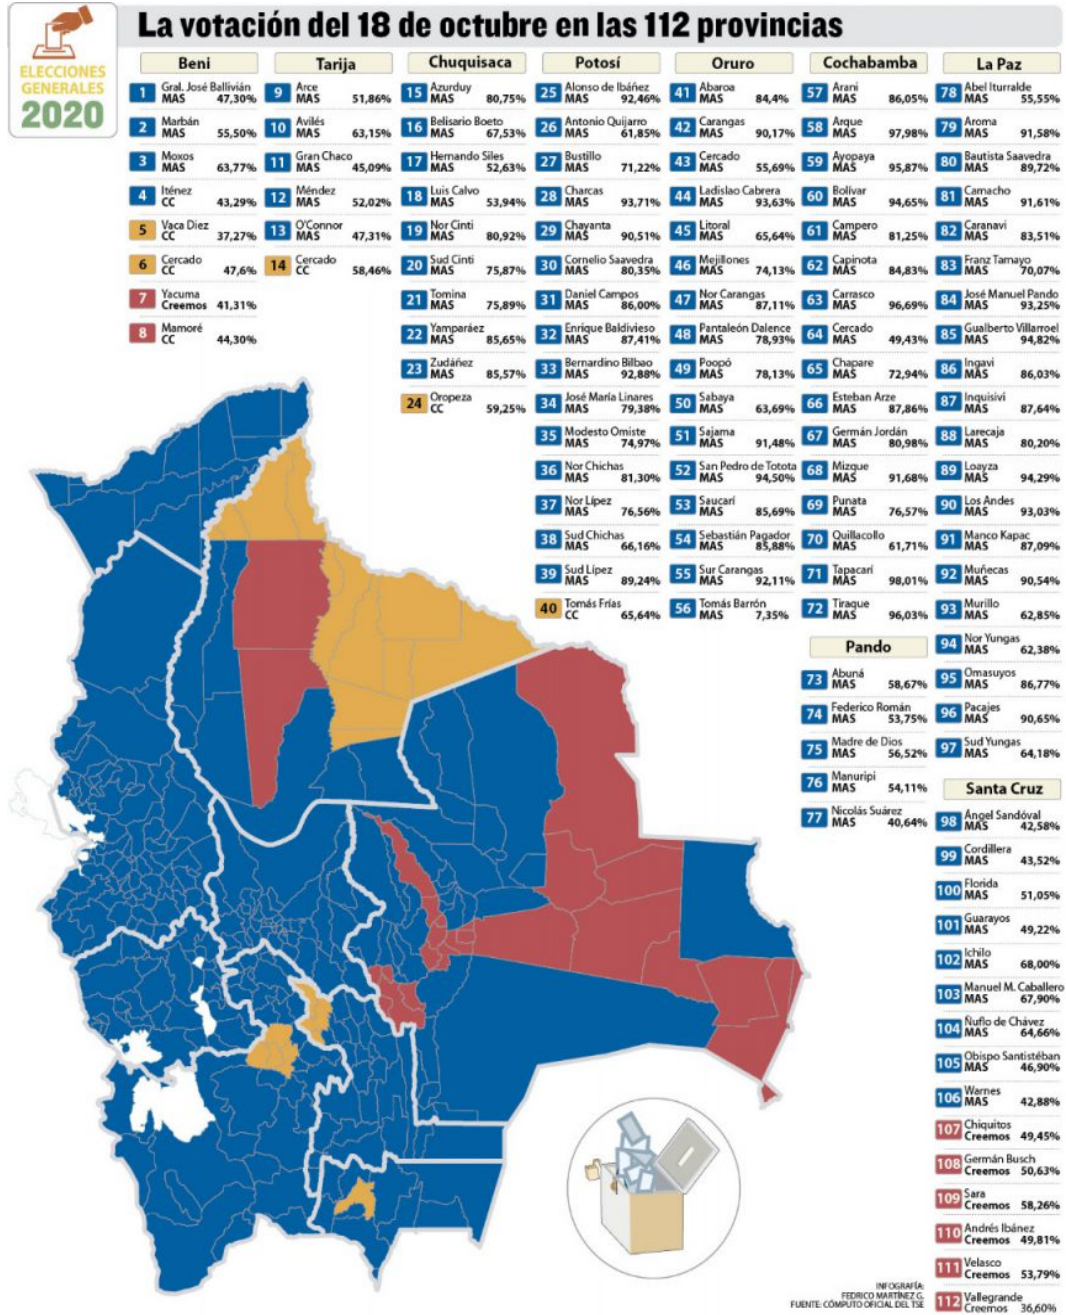 ELECCIONES
GENERALES
2020
La votación del 18 de octubre en las 112 provincias
Beni
1 Gral. José Ballivián
MAS 47,30%
2 Marbán
MAS 55,50%
3 Moxos
MAS 63,77%
4 Iténez
CC 43,29%
5 Vaca Diez
CC 37,27%
6 Cercado
CC 47,6%
7 Yacuma
Creemos 41,31%
8 Mamoré
CC 44,30%
Tarija
9 Arce
MAS 51,86%
10 Avilés
MAS 63,15%
11 Gran Chaco
MAS 45,09%
12 Méndez
MAS 52,02%
13 O'Connor
MAS 47,31%
14 Cercado
CC 58,46%
Chuquisaca
15 Azurduy
MAS 80,75%
16 Belisario Boeto
MAS 67,53%
17 Hernando Siles
MAS 52,63%
18 Luis Calvo
MAS 53,94%
19 Nor Cinti
MAS 80,92%
20 Sud Cinti
MAS 75,87%
21 Tomina
MAS 75,89%
22 Yamparáez
MAS 85,65%
23 Zudáñez
MAS 85,57%
24 Oropeza
CC 59,25%
Potosí
25 Alonso de Ibáñez
MAS 92,46%
26 Antonio Quijarro
MAS 61,85%
27 Bustillo
MAS 71,22%
28 Charcas
MAS 93,71%
29 Chayanta
MAS 90,51%
30 Cornelio Saavedra
MAS 80,35%
31 Daniel Campos
MAS 86,00%
32 Enrique Baldivieso
MAS 87,41%
33 Bernardino Bilbao
MAS 92,88%
34 José María Linares
MAS 79,38%
35 Modesto Omiste
MAS 74,97%
36 Nor Chichas
MAS 81,30%
37 Nor Lípez
MAS 76,56%
38 Sud Chichas
MAS 66,16%
39 Sud Lípez
MAS 89,24%
40 Tomás Frías
CC 65,64%
Oruro
41 Abaroa
MAS 84,4%
42 Carangas
MAS 90,17%
43 Cercado
MAS 55,69%
44 Ladislao Cabrera
MAS 93,63%
45 Litoral
MAS 65,64%
46 Mejillones
MAS 74,13%
47 Nor Carangas
MAS 87,11%
48 Pantaleón Dalence
MAS 78,93%
49 Poopó
MAS 78,13%
50 Sabaya
MAS 63,69%
51 Sajama
MAS 91,48%
52 San Pedro de Totota
MAS 94,50%
53 Saucarí
MAS 85,69%
54 Sebastián Pagador
MAS 85,88%
55 Sur Carangas
MAS 92,11%
56 Tomás Barrón
MAS 7,35%
Cochabamba
57 Arani
MAS 86,05%
58 Arque
MAS 97,98%
59 Ayopaya
MAS 95,87%
60 Bolívar
MAS 94,65%
61 Campero
MAS 81,25%
62 Capinota
MAS 84,83%
63 Carrasco
MAS 96,69%
64 Cercado
MAS 49,43%
65 Chapare
MAS 72,94%
66 Esteban Arze
MAS 87,86%
67 Germán Jordán
MAS 80,98%
68 Mizque
MAS 91,68%
69 Punata
MAS 76,57%
70 Quillacollo
MAS 61,71%
71 Tapacarí
MAS 98,01%
72 Tiraque
MAS 96,03%
Pando
73 Abuná
MAS 58,67%
74 Federico Román
MAS 53,75%
75 Madre de Dios
MAS 56,52%
76 Manuripi
MAS 54,11%
77 Nicolás Suárez
MAS 40,64%
La Paz
78 Abel Iturralde
MAS 55,55%
79 Aroma
MAS 91,58%
80 Bautista Saavedra
MAS 89,72%
81 Camacho
MAS 91,61%
82 Caranavi
MAS 83,51%
83 Franz Tamayo
MAS 70,07%
84 José Manuel Pando
MAS 93,25%
85 Gualberto Villarroel
MAS 94,82%
86 Ingavi
MAS 86,03%
87 Inquisivi
MAS 87,64%
88 Larecaja
MAS 80,20%
89 Loayza
MAS 94,29%
90 Los Andes
MAS 93,03%
91 Manco Kapac
MAS 87,09%
92 Muñecas
MAS 90,54%
93 Murillo
MAS 62,85%
94 Nor Yungas
MAS 62,38%
95 Omasuyos
MAS 86,77%
96 Pacajes
MAS 90,65%
97 Sud Yungas
MAS 64,18%
Santa Cruz
98 Ángel Sandóval
MAS 42,58%
99 Cordillera
MAS 43,52%
100 Florida
MAS 51,05%
101 Guarayos
MAS 49,22%
102 Ichilo
MAS 68,00%
103 Manuel M. Caballero
MAS 67,90%
104 Ñuflo de Chávez
MAS 64,66%
105 Obispo Santistéban
MAS 46,90%
106 Warnes
MAS 42,88%
107 Chiquitos
Creemos 49,45%
108 Germán Busch
Creemos 50,63%
109 Sara
Creemos 58,26%
110 Andrés Ibánez
Creemos 49,81%
111 Velasco
Creemos 53,79%
112 Vallegrande
Creemos 36,60%
INFOGRAFÍA:
FEDRICO MARTÍNEZ G.
FUENTE: CÓMPUTO OFICIAL DEL TSE